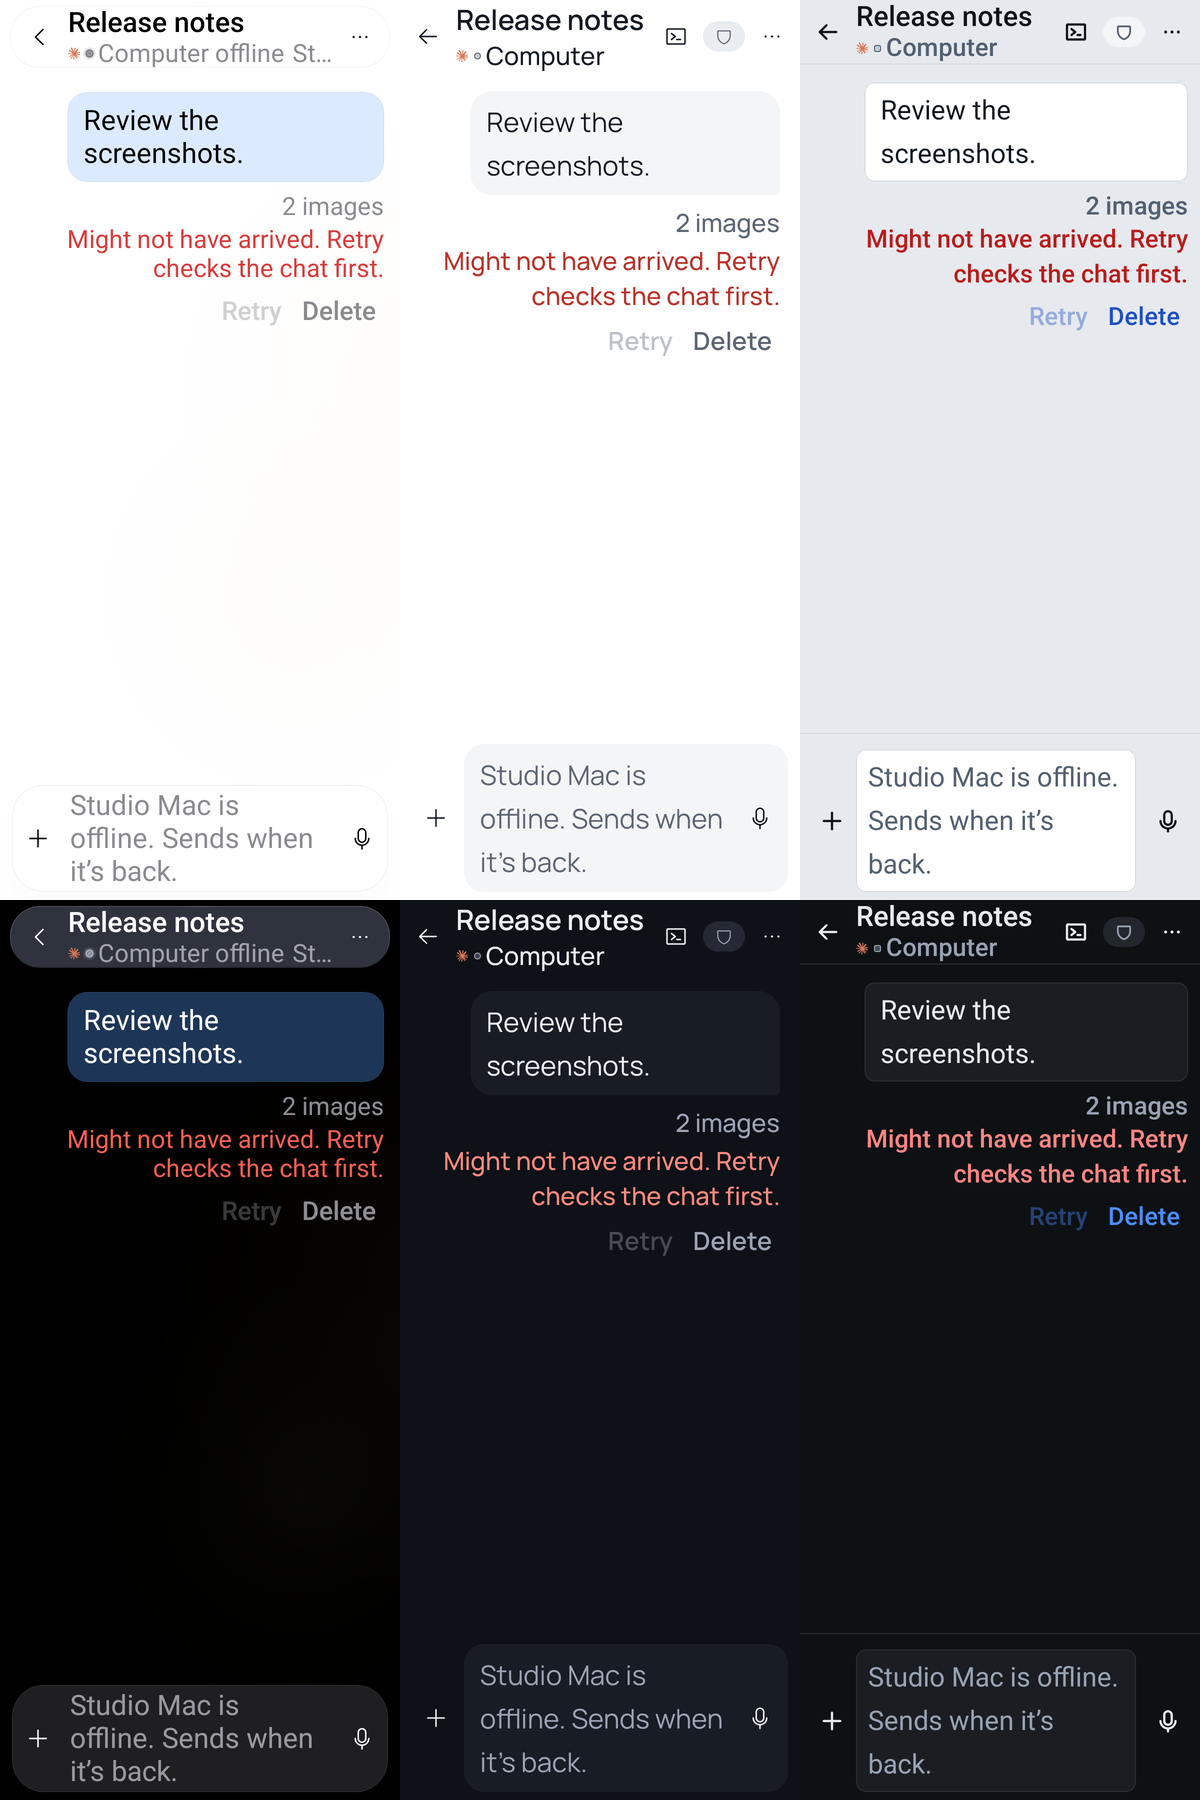 Release notes
Computer offline St...
Review the
screenshots.
2 images
Might not have arrived. Retry
checks the chat first.
Retry Delete
Studio Mac is
offline. Sends when
it's back.
Release notes
Computer
Review the
screenshots.
2 images
Might not have arrived. Retry
checks the chat first.
Retry Delete
Studio Mac is
offline. Sends when
it's back.
Release notes
Computer
Review the
screenshots.
2 images
Might not have arrived. Retry
checks the chat first.
Retry Delete
Studio Mac is offline.
Sends when it's
back.
Release notes
Computer offline St...
Review the
screenshots.
2 images
Might not have arrived. Retry
checks the chat first.
Retry Delete
Studio Mac is
offline. Sends when
it's back.
Release notes
Computer
Review the
screenshots.
2 images
Might not have arrived. Retry
checks the chat first.
Retry Delete
Studio Mac is
offline. Sends when
it's back.
Release notes
Computer
Review the
screenshots.
2 images
Might not have arrived. Retry
checks the chat first.
Retry Delete
Studio Mac is offline.
Sends when it's
back.